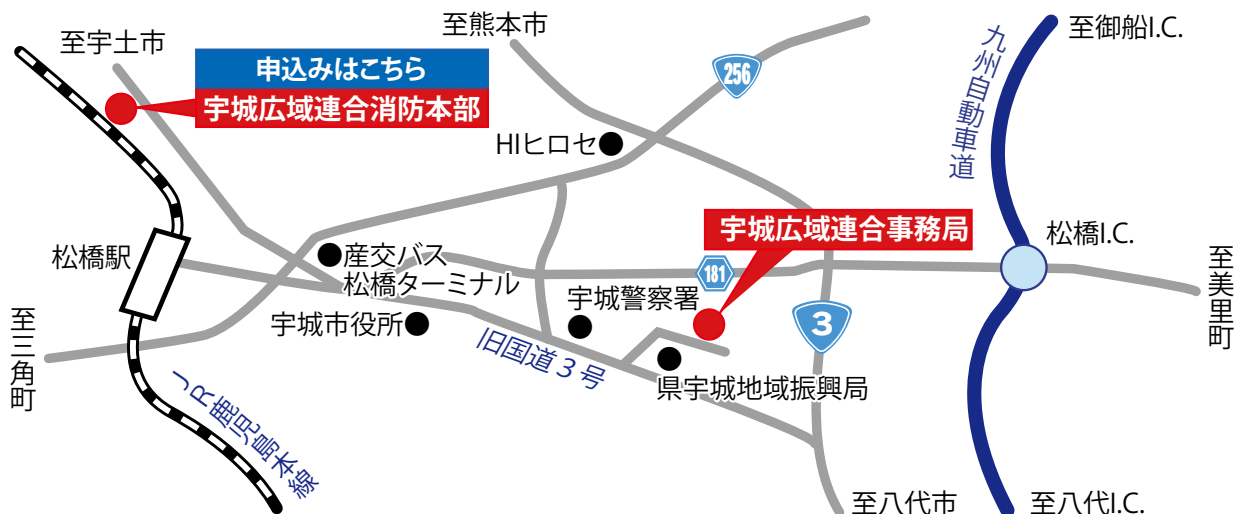 至熊本市
至宇土市
至御船I.C.
九州自動車道
申込みはこちら
宇城広域連合消防本部
256
HIヒロセ
宇城広域連合事務局
松橋駅
産交バス
松橋ターミナル
181
松橋I.C.
至美里町
宇城警察署
宇城市役所
3
至三角町
旧国道3号
県宇城地域振興局
JR鹿児島本線
至八代市
至八代I.C.